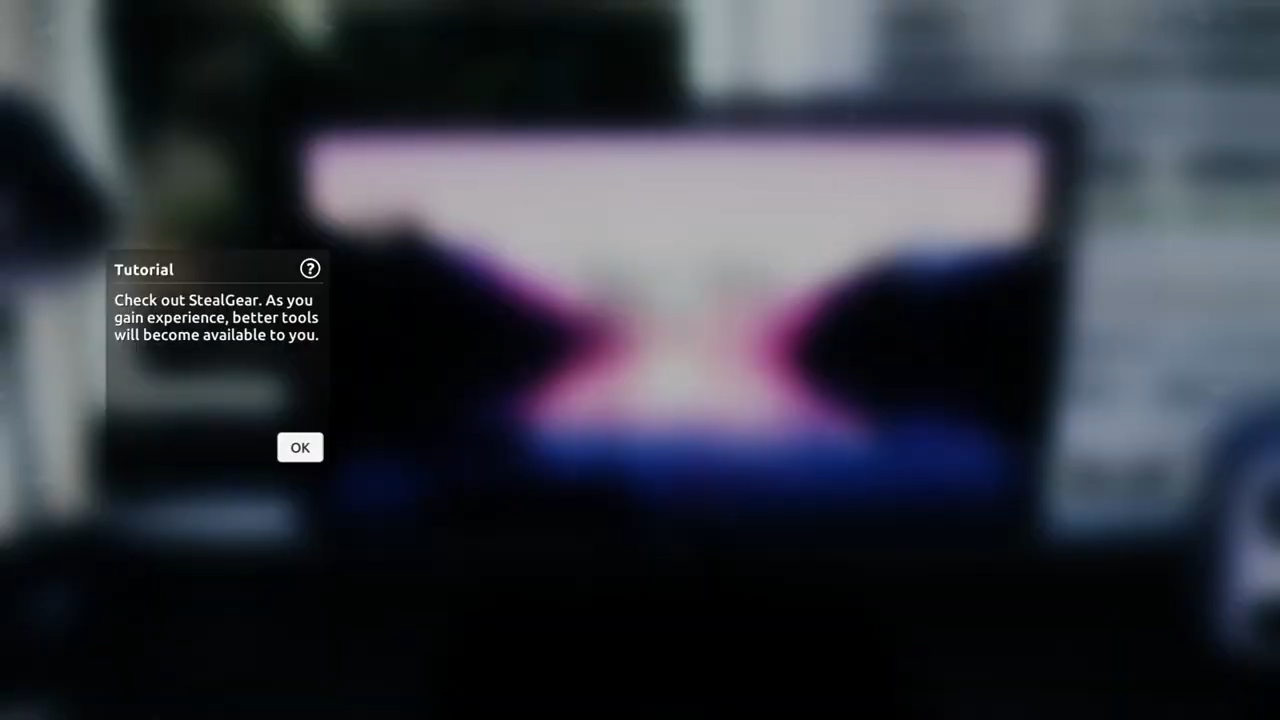 Tutorial
Check out StealGear. As you
gain experience, better tools
will become available to you.
OK